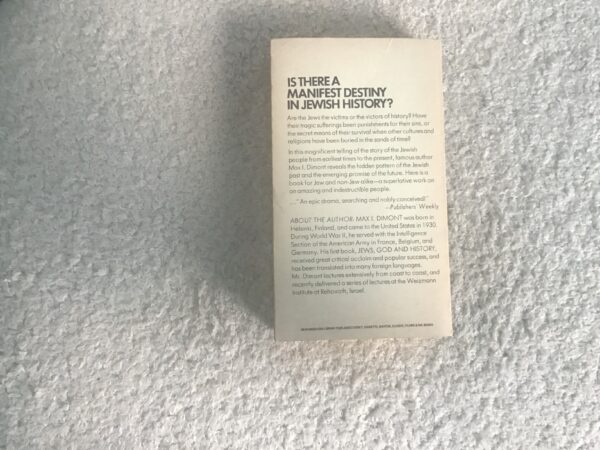 IS THERE A
MANIFEST DESTINY
IN JEWISH HISTORY?
Are the Jews the victims or the victors of history? Have
their tragic sufferings been punishments for their sins, or
the secret means of their survival when other cultures and
religions have been buried in the sands of time?
In this magnificent telling of the story of the Jewish
people from earliest times to the present, famous author
Max I. Dimont reveals the hidden pattern of the Jewish
past and the emerging promise of the future. Here is a
book for Jew and non-Jew alike—a superlative work on
an amazing and indestructible people.
..." An epic drama, searching and nobly conceived!"
—Publishers' Weekly
ABOUT THE AUTHOR: MAX I. DIMONT was born in
Helsinki, Finland, and came to the United States in 1930.
During World War II, he served with the Intelligence
Section of the American Army in France, Belgium, and
Germany. His first book, JEWS, GOD AND HISTORY,
received great critical acclaim and popular success, and
has been translated into many foreign languages.
Mr. Dimont lectures extensively from coast to coast, and
recently delivered a series of lectures at the Weizmann
Institute at Rehovoth, Israel.